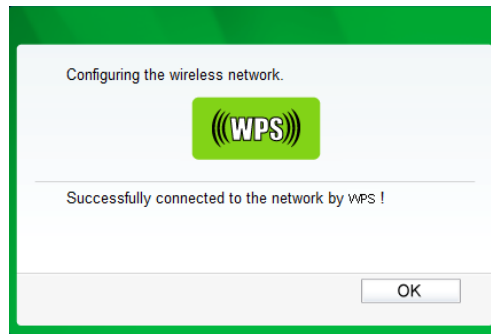 Configuring the wireless network.
(((WPS)))
Successfully connected to the network by WPS !
OK